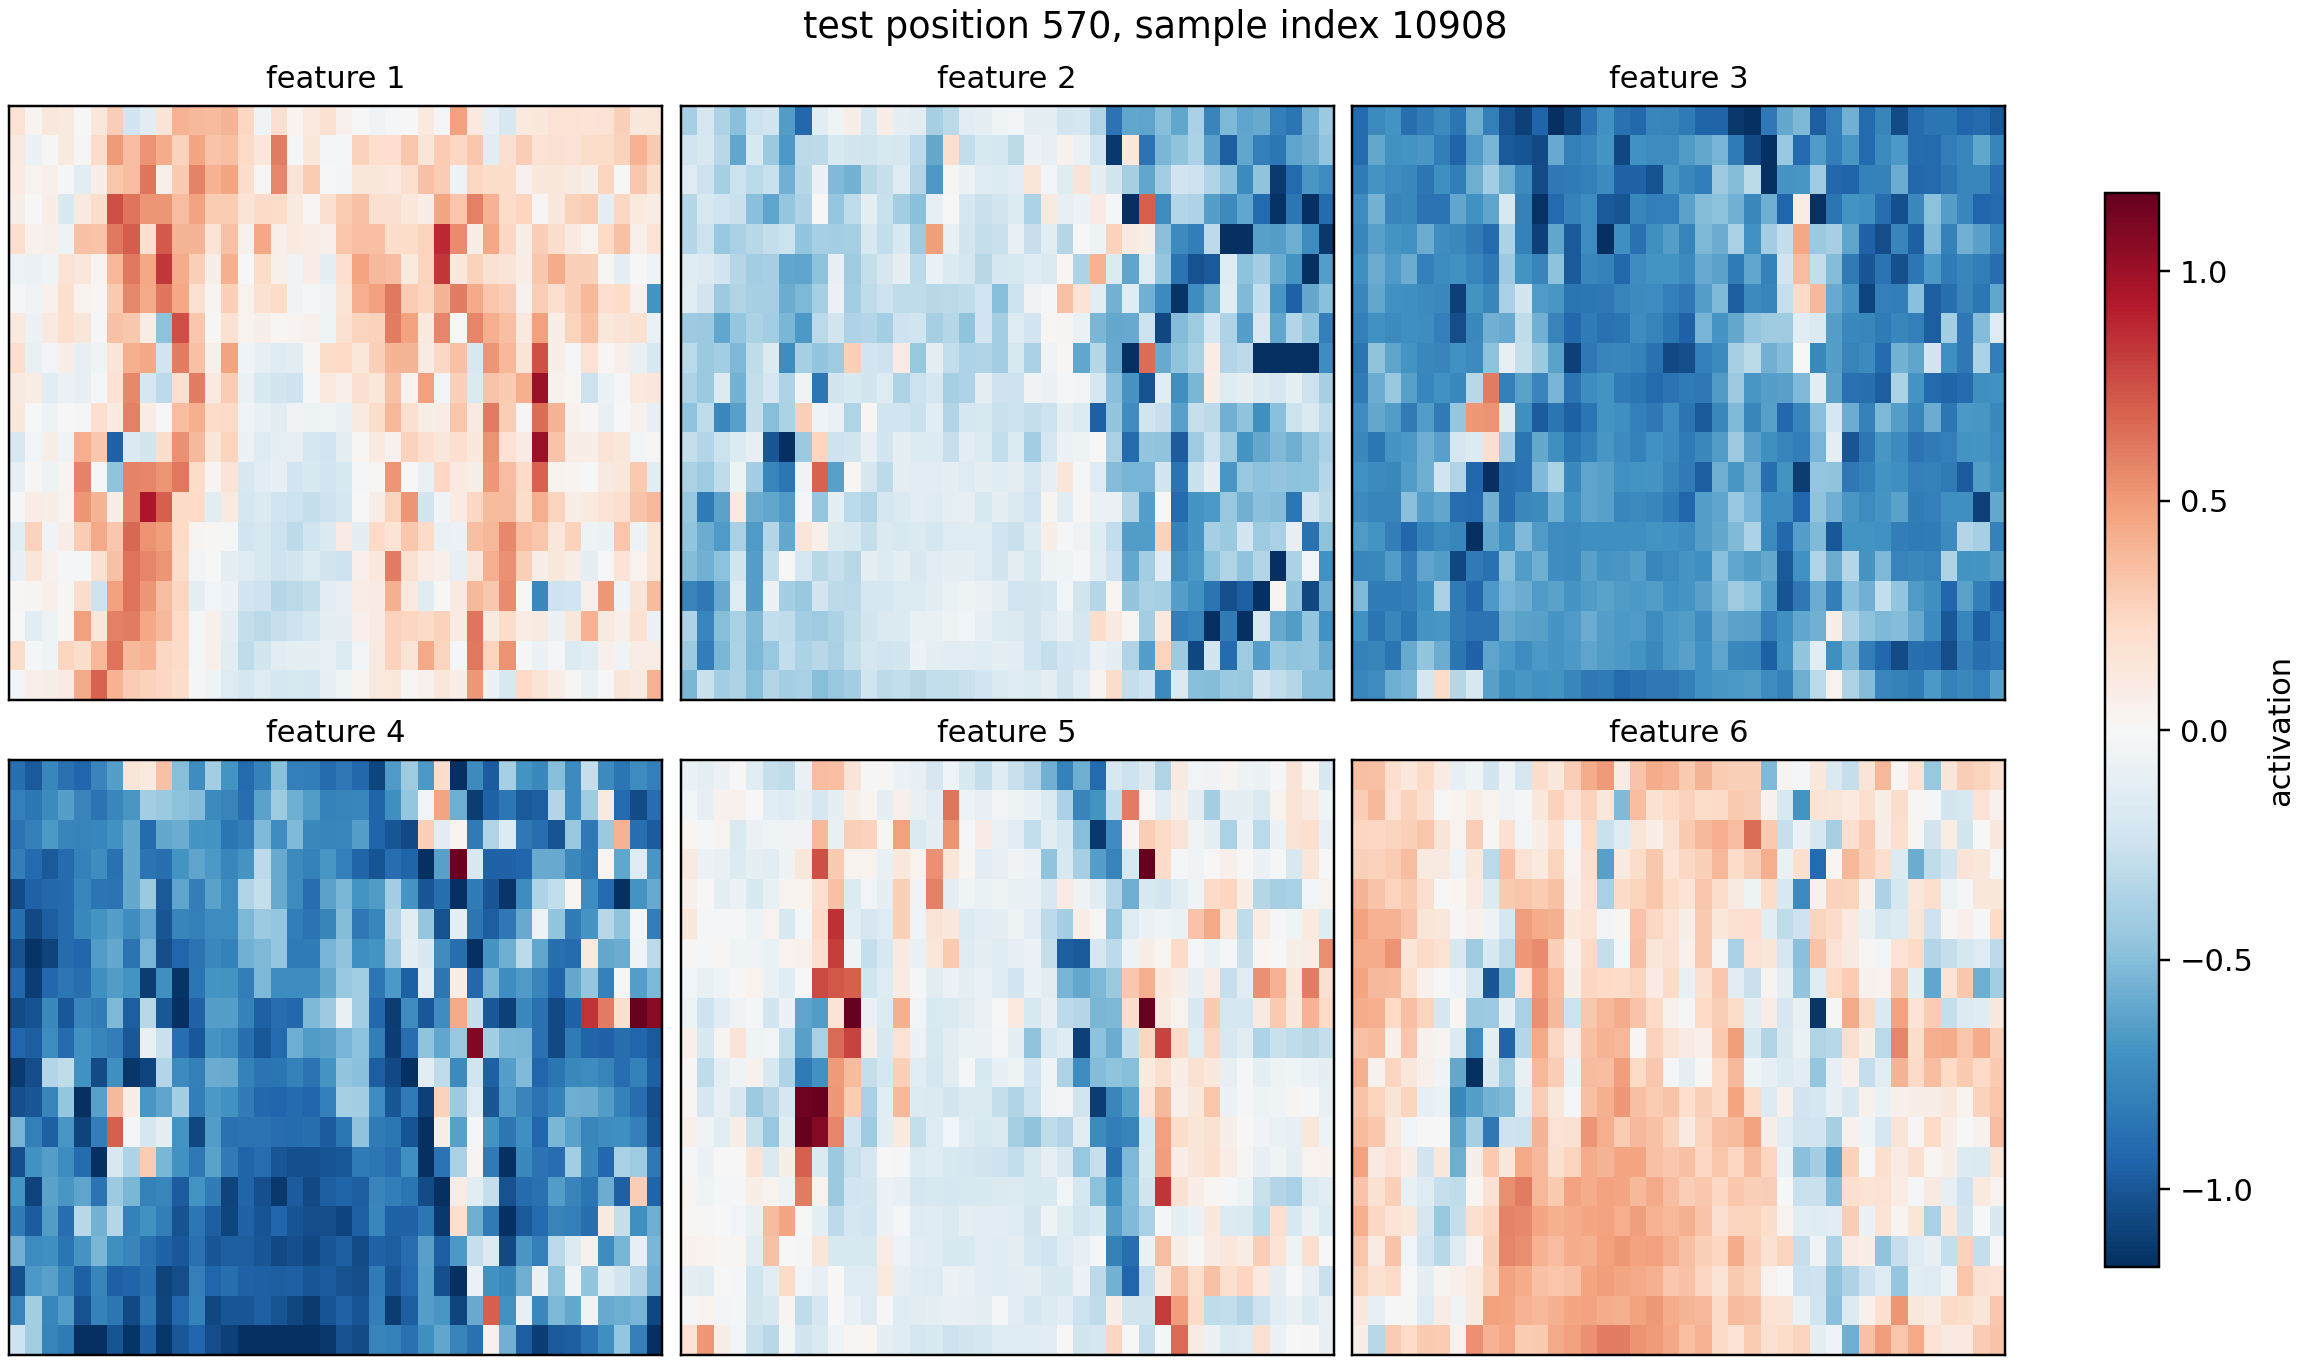 test position 570, sample index 10908
feature 1
feature 2
feature 3
feature 4
feature 5
feature 6
1.0
0.5
0.0
−0.5
−1.0
activation